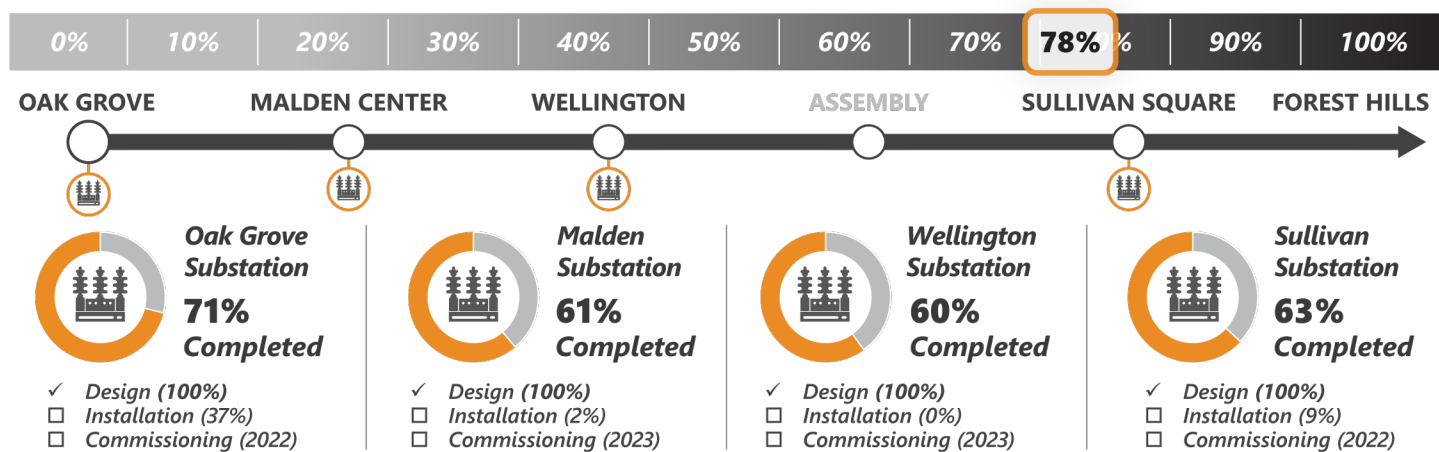 0% 10% 20% 30% 40% 50% 60% 70% 78% % 90% 100%
OAK GROVE MALDEN CENTER WELLINGTON ASSEMBLY SULLIVAN SQUARE FOREST HILLS
Oak Grove
Substation
71%
Completed
✓ Design (100%)
☐ Installation (37%)
☐ Commissioning (2022)
Malden
Substation
61%
Completed
✓ Design (100%)
☐ Installation (2%)
☐ Commissioning (2023)
Wellington
Substation
60%
Completed
✓ Design (100%)
☐ Installation (0%)
☐ Commissioning (2023)
Sullivan
Substation
63%
Completed
✓ Design (100%)
☐ Installation (9%)
☐ Commissioning (2022)